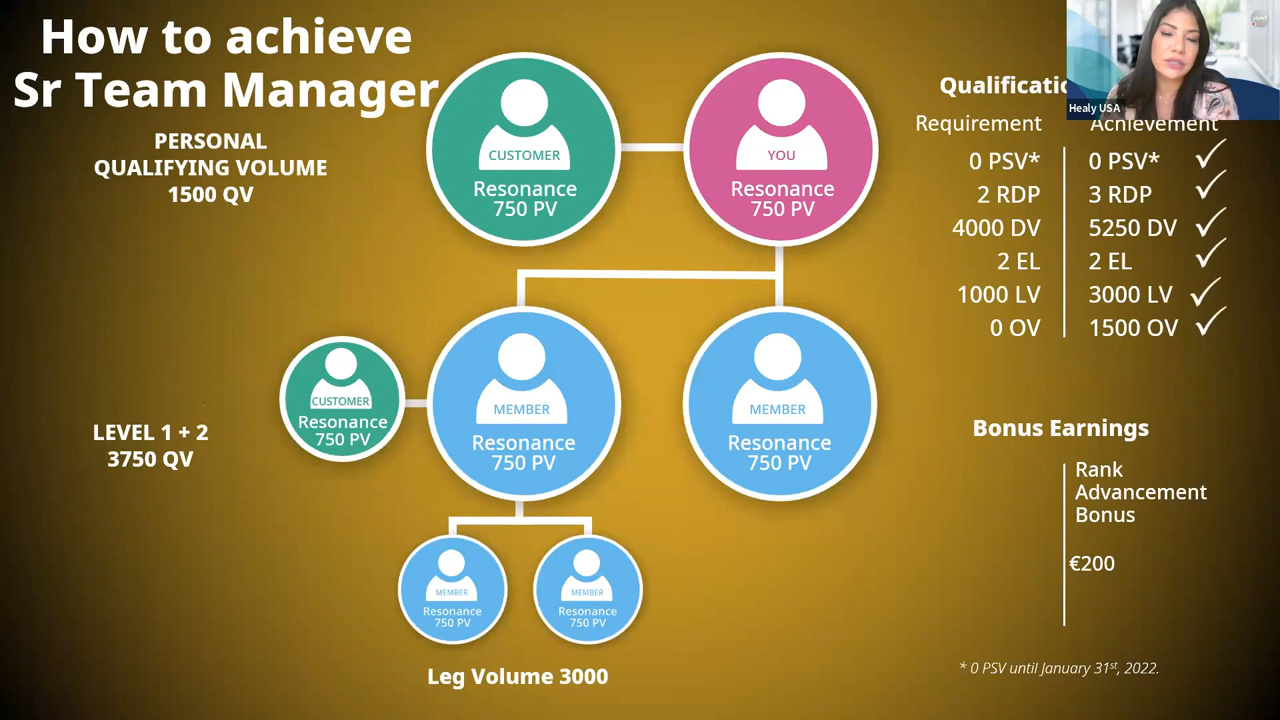 How to achieve
Sr Team Manager
PERSONAL
QUALIFYING VOLUME
1500 QV
CUSTOMER
Resonance
750 PV
YOU
Resonance
750 PV
Healy USA
Requirement Achievement
0 PSV* 0 PSV*
2 RDP 3 RDP
4000 DV 5250 DV
2 EL 2 EL
1000 LV 3000 LV
0 OV 1500 OV
LEVEL 1 + 2
3750 QV
CUSTOMER
Resonance
750 PV
MEMBER
Resonance
750 PV
MEMBER
Resonance
750 PV
Bonus Earnings
Rank
Advancement
Bonus
€200
MEMBER
Resonance
750 PV
MEMBER
Resonance
750 PV
Leg Volume 3000
* 0 PSV until January 31st, 2022.